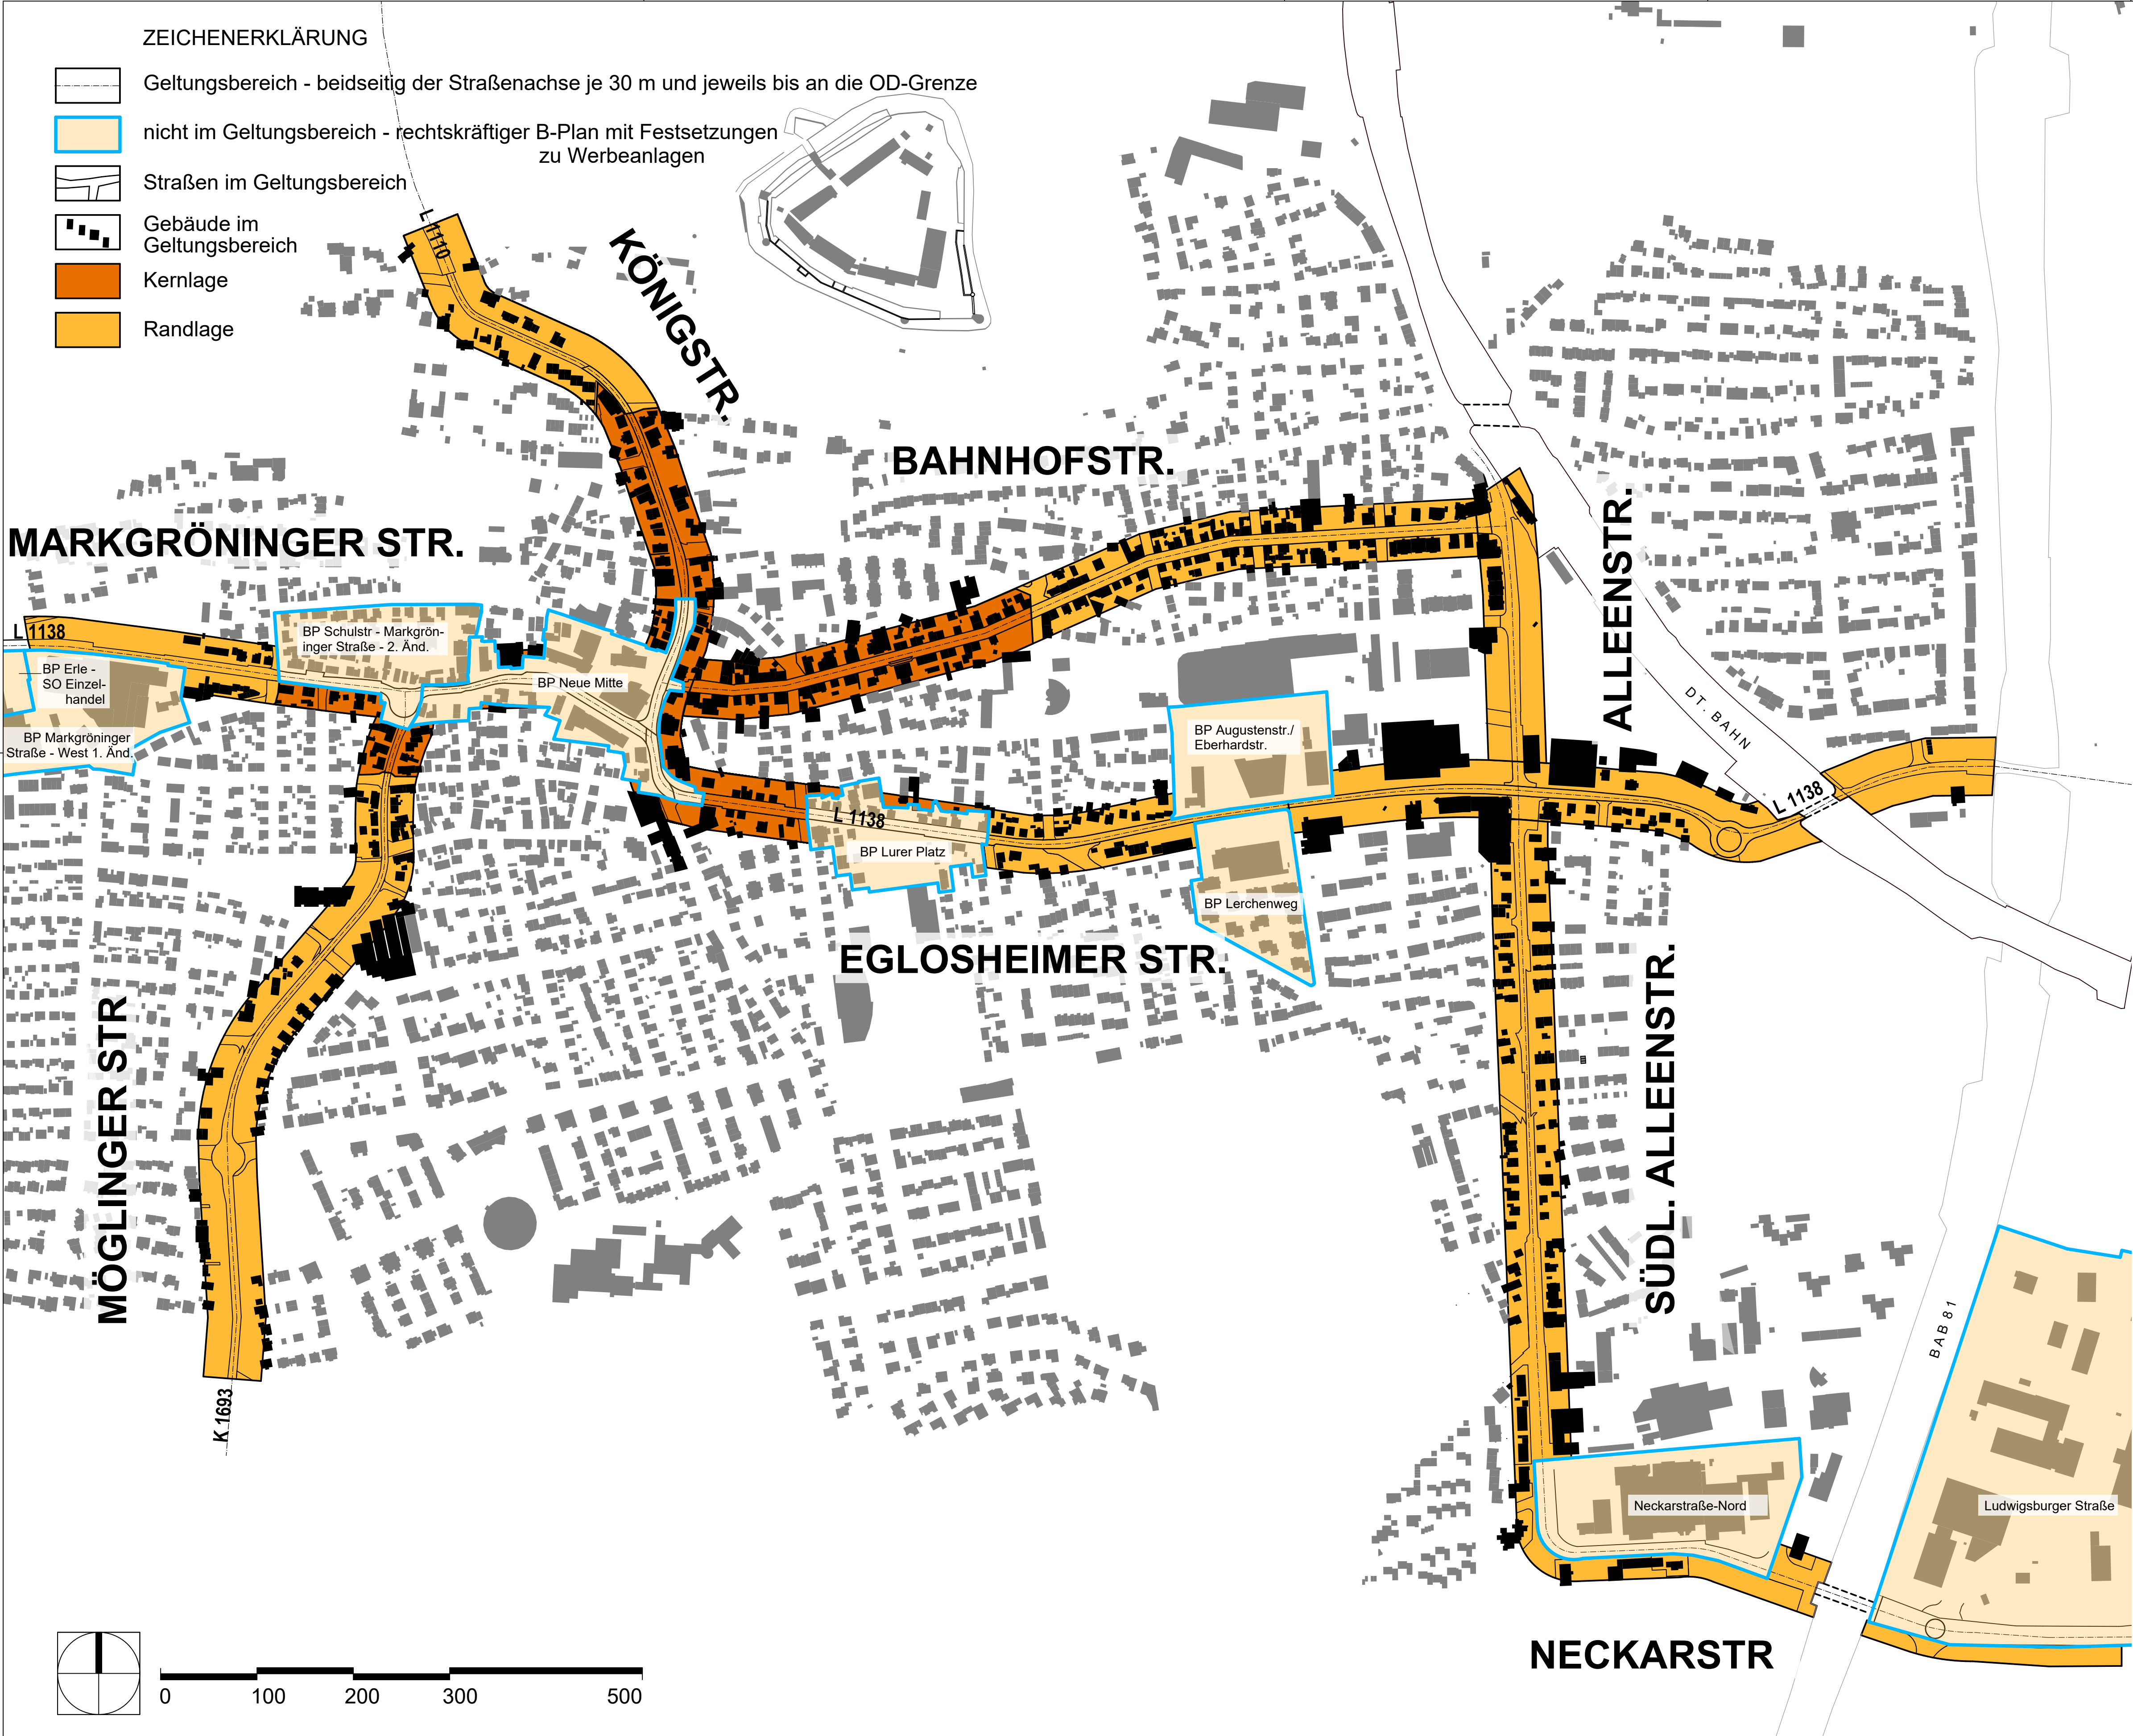 ZEICHENERKLÄRUNG
Geltungsbereich - beidseitig der Straßenachse je 30 m und jeweils bis an die OD-Grenze
nicht im Geltungsbereich - rechtskräftiger B-Plan mit Festsetzungen
zu Werbeanlagen
Straßen im Geltungsbereich
Gebäude im
Geltungsbereich
Kernlage
Randlage
L 1110
KÖNIGSTR.
BAHNHOFSTR.
MARKGRÖNINGER STR.
ALLEENSTR.
L 1138
BP Schulstr - Markgrön-
inger Straße - 2. Änd.
BP Erle -
SO Einzel-
handel
BP Neue Mitte
BP Markgröninger
Straße - West 1. Änd.
BP Augustenstr./
Eberhardstr.
DT. BAHN
L 1138
L 1138
BP Lurer Platz
BP Lerchenweg
EGLOSHEIMER STR.
MÖGLINGER STR
SÜDL. ALLEENSTR.
BAB 81
K 1693
Neckarstraße-Nord
Ludwigsburger Straße
NECKARSTR
0 100 200 300 500